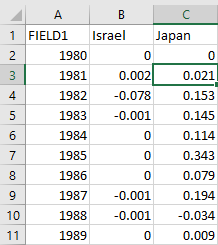 A B C
1 FIELD1 Israel Japan
2 1980 0 0
3 1981 0.002 0.021
4 1982 -0.078 0.153
5 1983 -0.001 0.145
6 1984 0 0.114
7 1985 0 0.343
8 1986 0 0.079
9 1987 -0.001 0.194
10 1988 -0.001 -0.034
11 1989 0 0.009